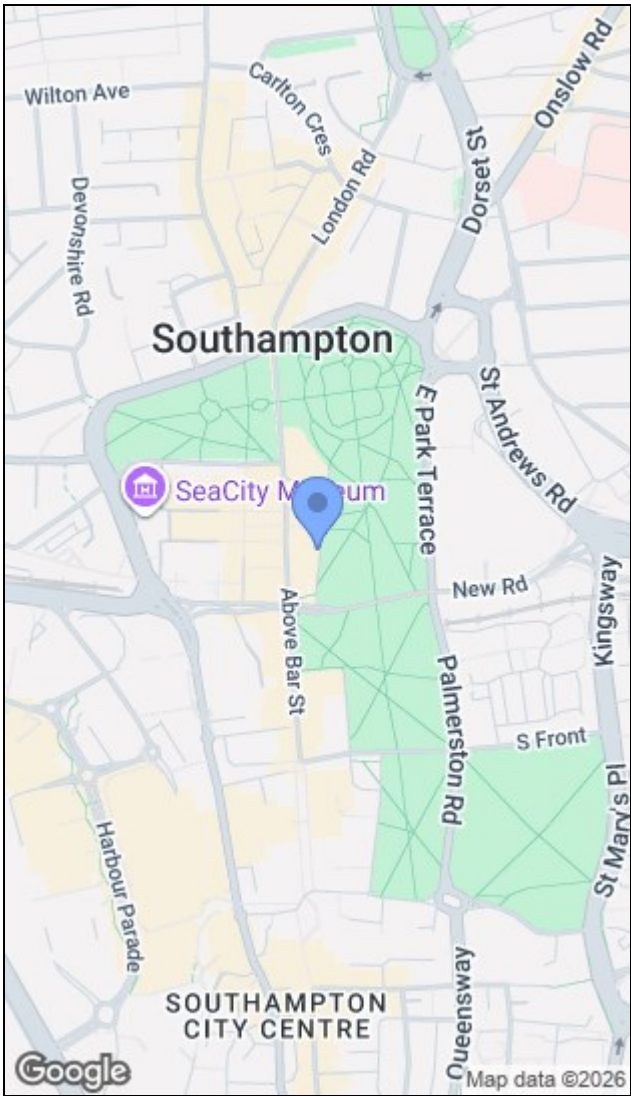 Wilton Ave
Carlton Cres
Onslow Rd
Devonshire Rd
London Rd
Dorset St
Southampton
E Park Terrace
St Andrews Rd
SeaCity M eum
New Rd
Kingsway
Above Bar St
Palmerston Rd
S Front
St Mary's Pl
Harbour Parade
Queensway
SOUTHAMPTON
CITY CENTRE
Google
Map data ©2026